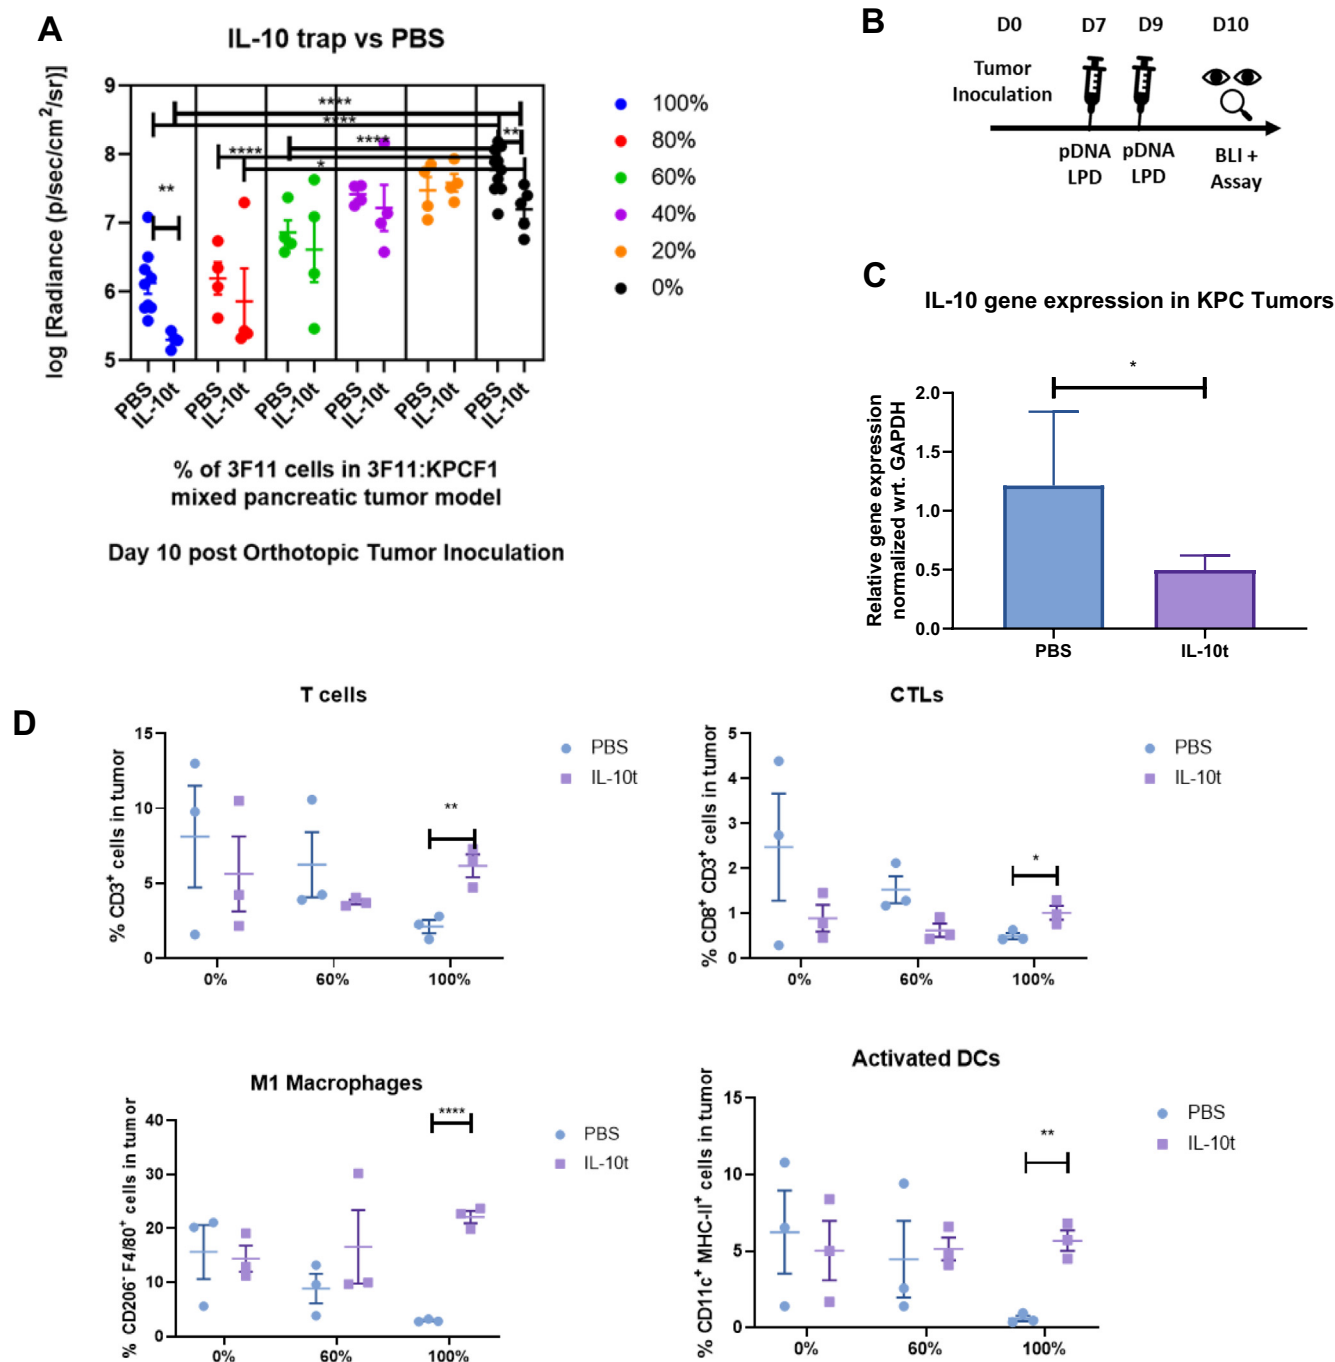 A
IL-10 trap vs PBS
log [Radiance (p/sec/cm²/sr)]
9
8
7
6
5
**
****
****
****
****
*
**
PBS
IL-10t
PBS
IL-10t
PBS
IL-10t
PBS
IL-10t
PBS
IL-10t
PBS
IL-10t
% of 3F11 cells in 3F11:KPCF1
mixed pancreatic tumor model
Day 10 post Orthotopic Tumor Inoculation
100%
80%
60%
40%
20%
0%
B
D0 D7 D9 D10
Tumor
Inoculation
pDNA
LPD
pDNA
LPD
BLI +
Assay
C
IL-10 gene expression in KPC Tumors
Relative gene expression
normalized wrt. GAPDH
2.0
1.5
1.0
0.5
0.0
*
PBS
IL-10t
D
T cells
% CD3⁺ cells in tumor
15
10
5
0
**
0% 60% 100%
PBS
IL-10t
CTLs
% CD8⁺ CD3⁺ cells in tumor
5
4
3
2
1
0
*
0% 60% 100%
PBS
IL-10t
M1 Macrophages
% CD206⁻ F4/80⁺ cells in tumor
40
30
20
10
0
****
0% 60% 100%
PBS
IL-10t
Activated DCs
% CD11c⁺ MHC-II⁺ cells in tumor
15
10
5
0
**
0% 60% 100%
PBS
IL-10t